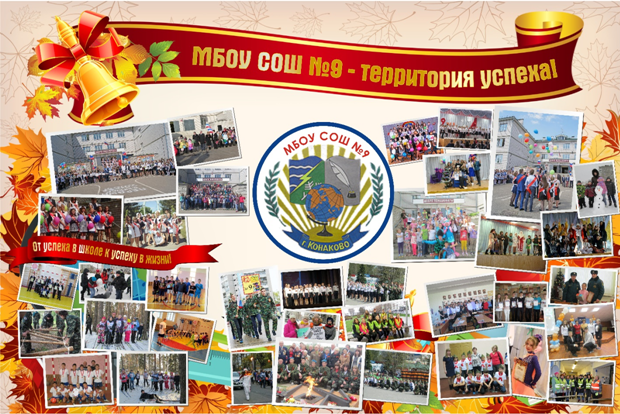 МБОУ СОШ №9 - территория успеха!
МБОУ СОШ №9
г. Конаково
От успеха в школе к успеху в жизни!